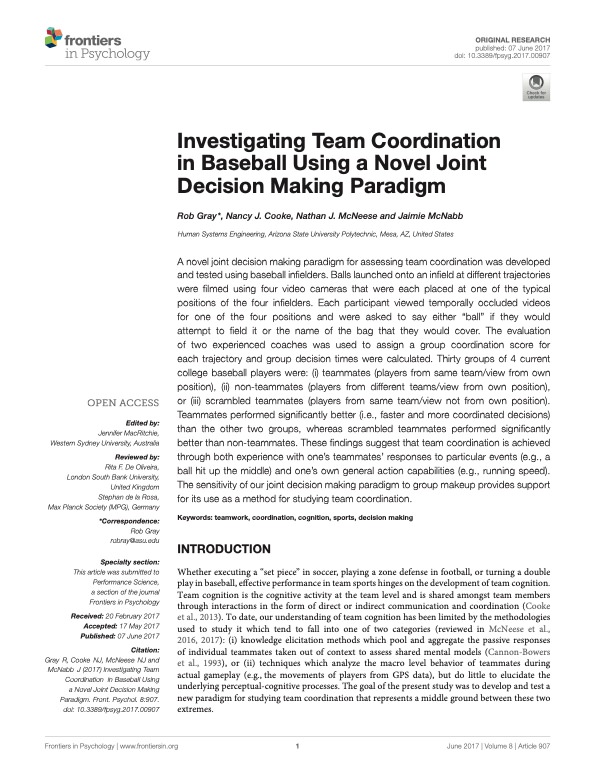 frontiers
in Psychology
ORIGINAL RESEARCH
published: 07 June 2017
doi: 10.3389/fpsyg.2017.00907
Check for
updates
Investigating Team Coordination
in Baseball Using a Novel Joint
Decision Making Paradigm
Rob Gray*, Nancy J. Cooke, Nathan J. McNeese and Jaimie McNabb
Human Systems Engineering, Arizona State University Polytechnic, Mesa, AZ, United States
A novel joint decision making paradigm for assessing team coordination was developed
and tested using baseball infielders. Balls launched onto an infield at different trajectories
were filmed using four video cameras that were each placed at one of the typical
positions of the four infielders. Each participant viewed temporally occluded videos
for one of the four positions and were asked to say either “ball” if they would
attempt to field it or the name of the bag that they would cover. The evaluation
of two experienced coaches was used to assign a group coordination score for
each trajectory and group decision times were calculated. Thirty groups of 4 current
college baseball players were: (i) teammates (players from same team/view from own
position), (ii) non-teammates (players from different teams/view from own position),
or (iii) scrambled teammates (players from same team/view not from own position).
Teammates performed significantly better (i.e., faster and more coordinated decisions)
than the other two groups, whereas scrambled teammates performed significantly
better than non-teammates. These findings suggest that team coordination is achieved
through both experience with one’s teammates’ responses to particular events (e.g., a
ball hit up the middle) and one’s own general action capabilities (e.g., running speed).
The sensitivity of our joint decision making paradigm to group makeup provides support
for its use as a method for studying team coordination.
Keywords: teamwork, coordination, cognition, sports, decision making
OPEN ACCESS
Edited by:
Jennifer MacRitchie,
Western Sydney University, Australia
Reviewed by:
Rita F. De Oliveira,
London South Bank University,
United Kingdom
Stephan de la Rosa,
Max Planck Society (MPG), Germany
*Correspondence:
Rob Gray
robgray@asu.edu
Specialty section:
This article was submitted to
Performance Science,
a section of the journal
Frontiers in Psychology
Received: 20 February 2017
Accepted: 17 May 2017
Published: 07 June 2017
Citation:
Gray R, Cooke NJ, McNeese NJ and
McNabb J (2017) Investigating Team
Coordination in Baseball Using
a Novel Joint Decision Making
Paradigm. Front. Psychol. 8:907.
doi: 10.3389/fpsyg.2017.00907
INTRODUCTION
Whether executing a “set piece” in soccer, playing a zone defense in football, or turning a double
play in baseball, effective performance in team sports hinges on the development of team cognition.
Team cognition is the cognitive activity at the team level and is shared amongst team members
through interactions in the form of direct or indirect communication and coordination (Cooke
et al., 2013). To date, our understanding of team cognition has been limited by the methodologies
used to study it which tend to fall into one of two categories (reviewed in McNeese et al.,
2016, 2017): (i) knowledge elicitation methods which pool and aggregate the passive responses
of individual teammates taken out of context to assess shared mental models (Cannon-Bowers
et al., 1993), or (ii) techniques which analyze the macro level behavior of teammates during
actual gameplay (e.g., the movements of players from GPS data), but do little to elucidate the
underlying perceptual-cognitive processes. The goal of the present study was to develop and test a
new paradigm for studying team coordination that represents a middle ground between these two
extremes.
Frontiers in Psychology | www.frontiersin.org
1
June 2017 | Volume 8 | Article 907